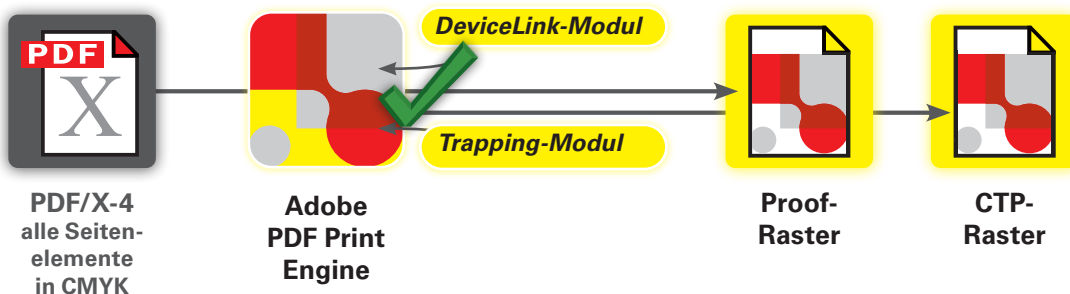 PDF
X
PDF/X-4
alle Seiten-
elemente
in CMYK
Adobe
PDF Print
Engine
DeviceLink-Modul
Trapping-Modul
Proof-
Raster
CTP-
Raster